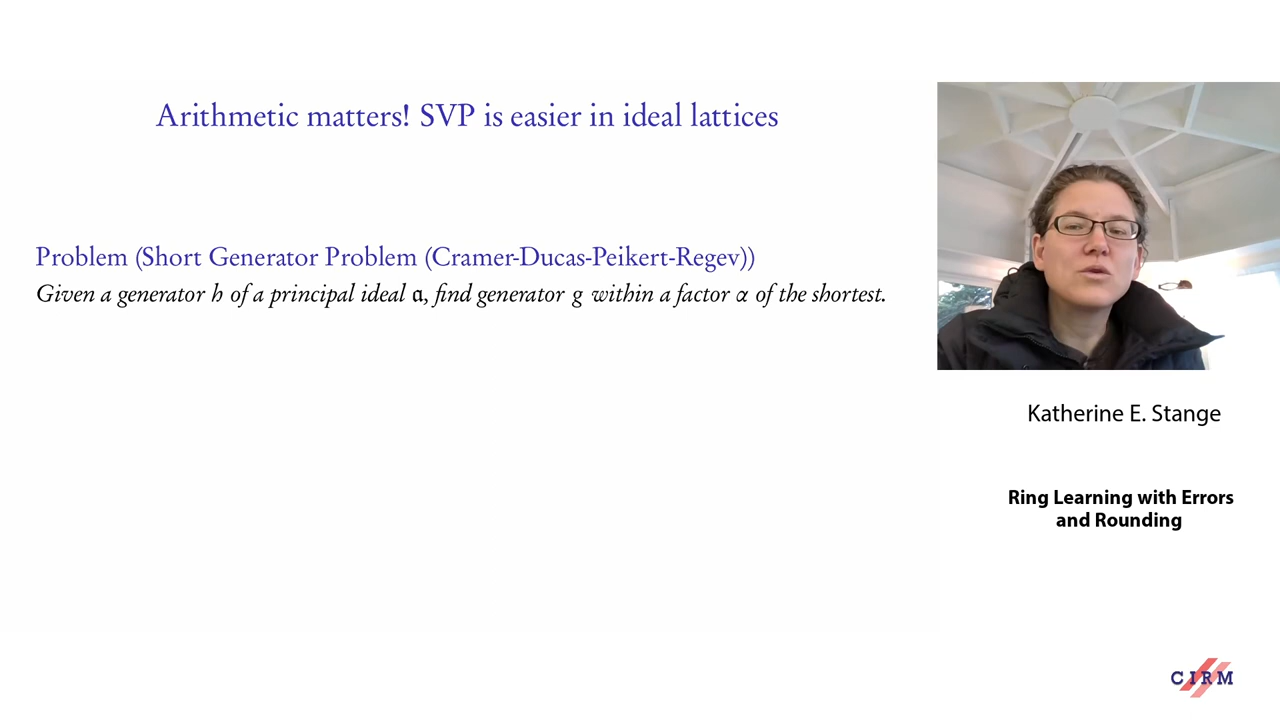 Arithmetic matters! SVP is easier in ideal lattices
Problem (Short Generator Problem (Cramer-Ducas-Peikert-Regev))
Given a generator h of a principal ideal 𝔞, find generator g within a factor α of the shortest.
Katherine E. Stange
Ring Learning with Errors
and Rounding
CIRM